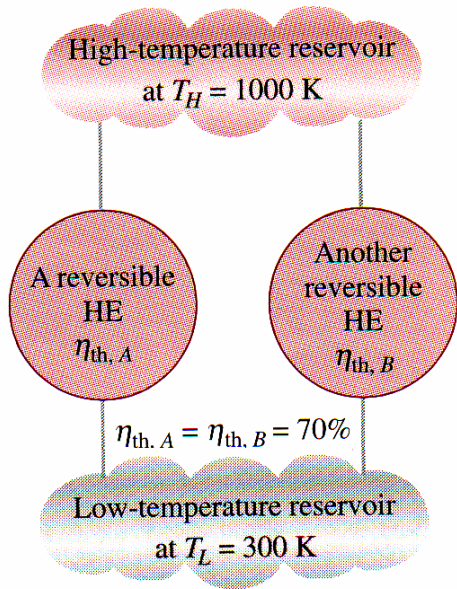 High-temperature reservoir
at T_H = 1000 K
A reversible
HE
η_th, A
Another
reversible
HE
η_th, B
η_th. A = η_th, B = 70%
Low-temperature reservoir
at T_L = 300 K